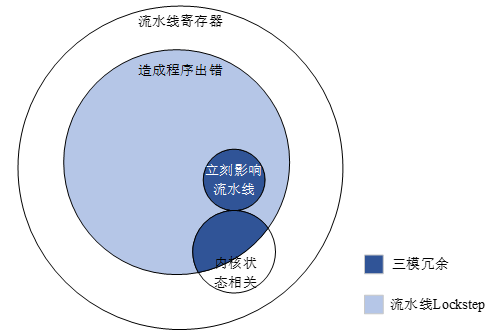 流水线寄存器
造成程序出错
立刻影响
流水线
内核状
态相关
三模冗余
流水线Lockstep